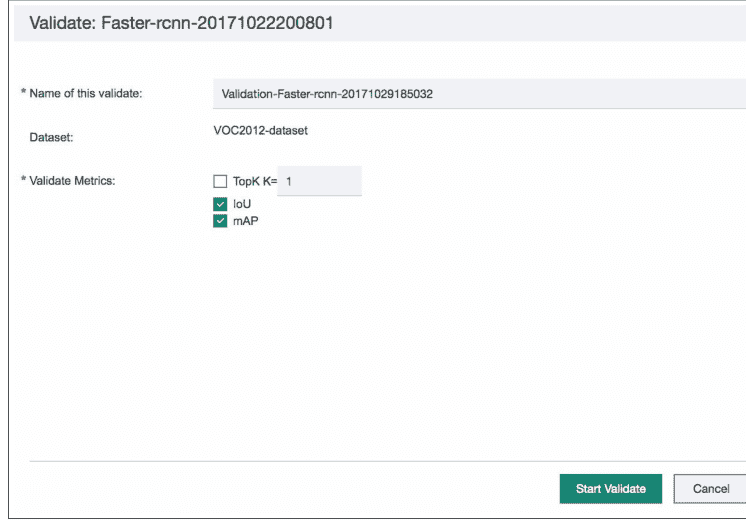 Validate: Faster-rcnn-20171022200801
* Name of this validate: Validation-Faster-rcnn-20171029185032
Dataset: VOC2012-dataset
* Validate Metrics: TopK K= 1
IoU
mAP
Start Validate Cancel